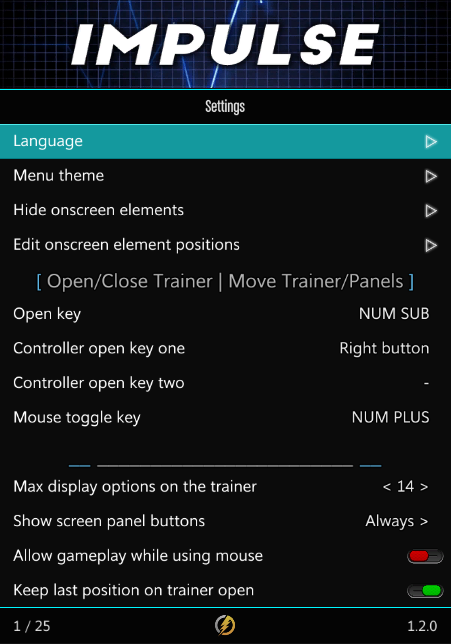 IMPULSE
Settings
Language
Menu theme
Hide onscreen elements
Edit onscreen element positions
[ Open/Close Trainer | Move Trainer/Panels ]
Open key NUM SUB
Controller open key one Right button
Controller open key two -
Mouse toggle key NUM PLUS
Max display options on the trainer < 14 >
Show screen panel buttons Always >
Allow gameplay while using mouse
Keep last position on trainer open
1 / 25 1.2.0